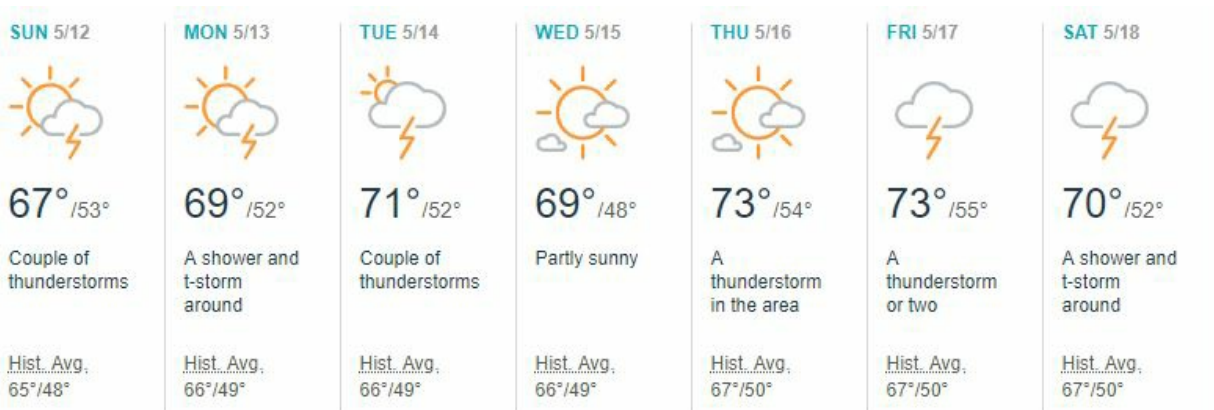 SUN 5/12
67°/53°
Couple of
thunderstorms
Hist. Avg.
65°/48°
MON 5/13
69°/52°
A shower and
t-storm
around
Hist. Avg.
66°/49°
TUE 5/14
71°/52°
Couple of
thunderstorms
Hist. Avg.
66°/49°
WED 5/15
69°/48°
Partly sunny
Hist. Avg.
66°/49°
THU 5/16
73°/54°
A
thunderstorm
in the area
Hist. Avg.
67°/50°
FRI 5/17
73°/55°
A
thunderstorm
or two
Hist. Avg.
67°/50°
SAT 5/18
70°/52°
A shower and
t-storm
around
Hist. Avg.
67°/50°